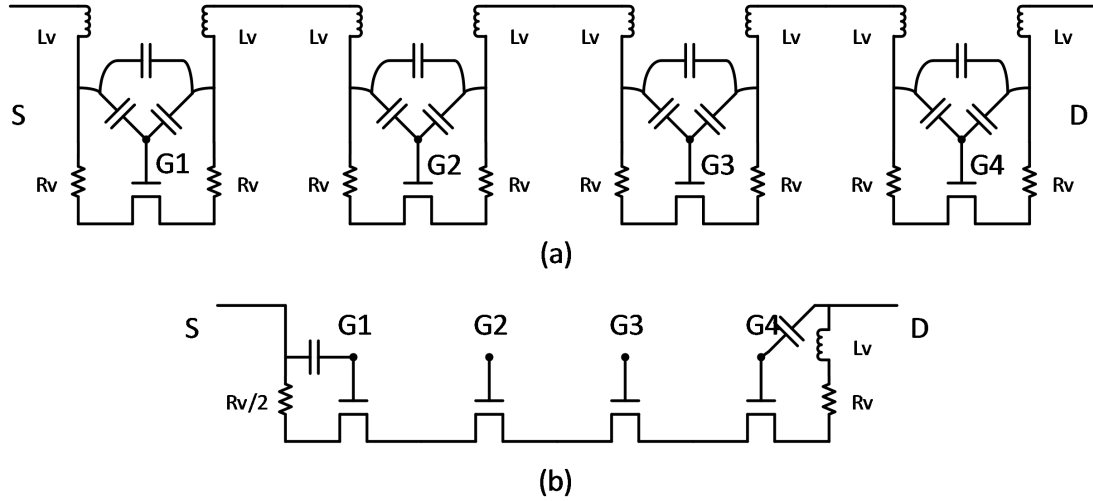 Lv Lv Lv Lv Lv Lv Lv Lv
S D
G1 G2 G3 G4
Rv Rv Rv Rv Rv Rv Rv Rv
(a)
S G1 G2 G3 G4 D
Lv
Rv/2 Rv
(b)